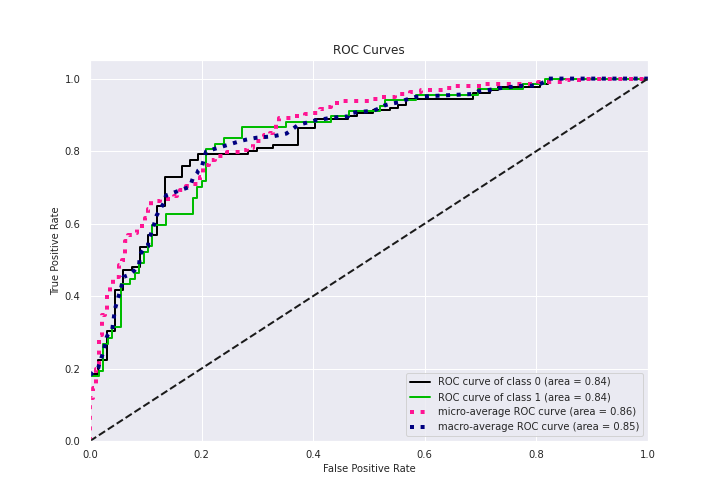 ROC Curves
True Positive Rate
1.0
0.8
0.6
0.4
0.2
0.0
ROC curve of class 0 (area = 0.84)
ROC curve of class 1 (area = 0.84)
micro-average ROC curve (area = 0.86)
macro-average ROC curve (area = 0.85)
0.0 0.2 0.4 0.6 0.8 1.0
False Positive Rate